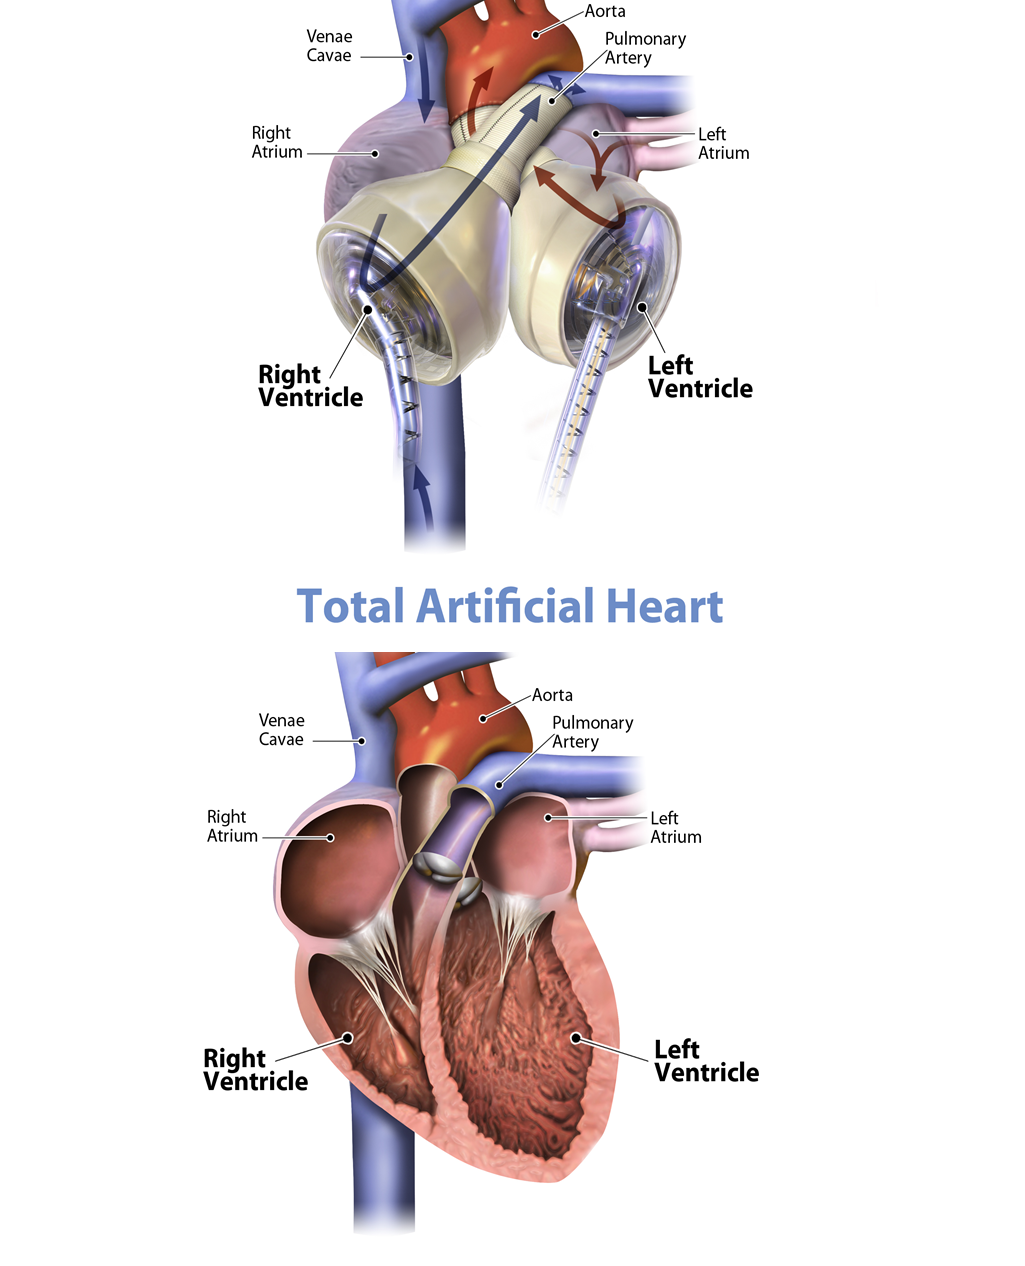 Aorta
Pulmonary
Artery
Venae
Cavae
Right
Atrium
Left
Atrium
Right
Ventricle
Left
Ventricle
Total Artificial Heart
Aorta
Pulmonary
Artery
Venae
Cavae
Right
Atrium
Left
Atrium
Right
Ventricle
Left
Ventricle